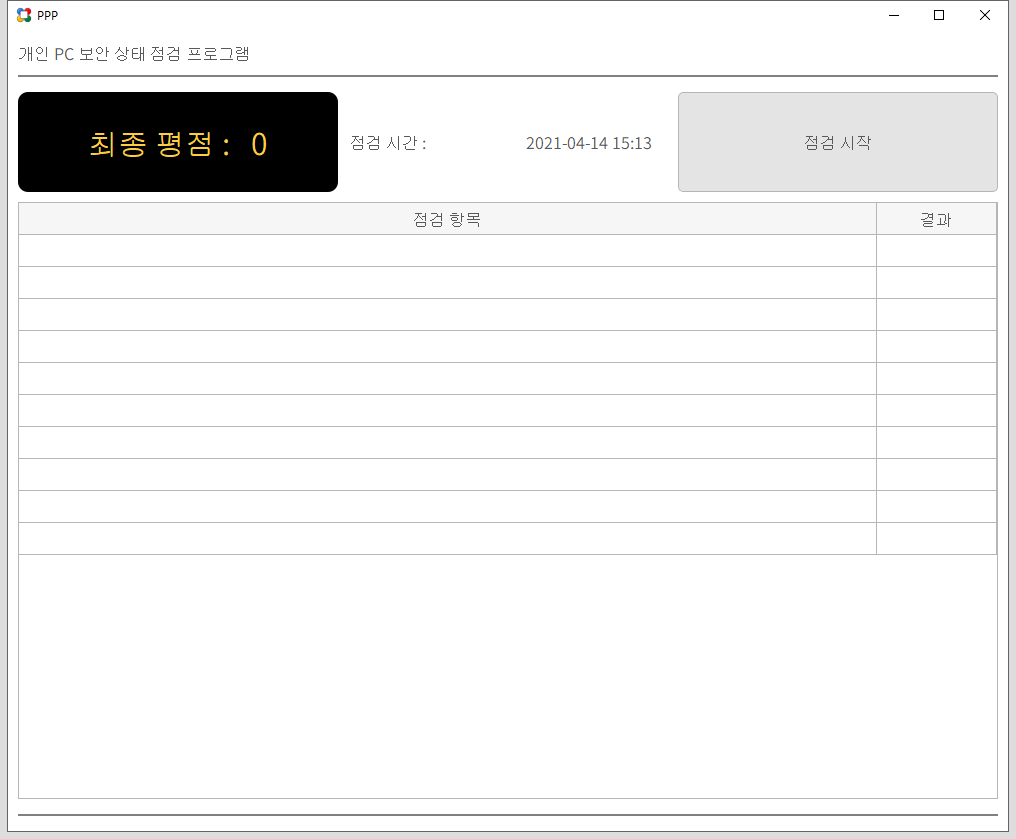 PPP
개인 PC 보안 상태 점검 프로그램
최종 평점 : 0
점검 시간 : 2021-04-14 15:13
점검 시작
점검 항목 결과